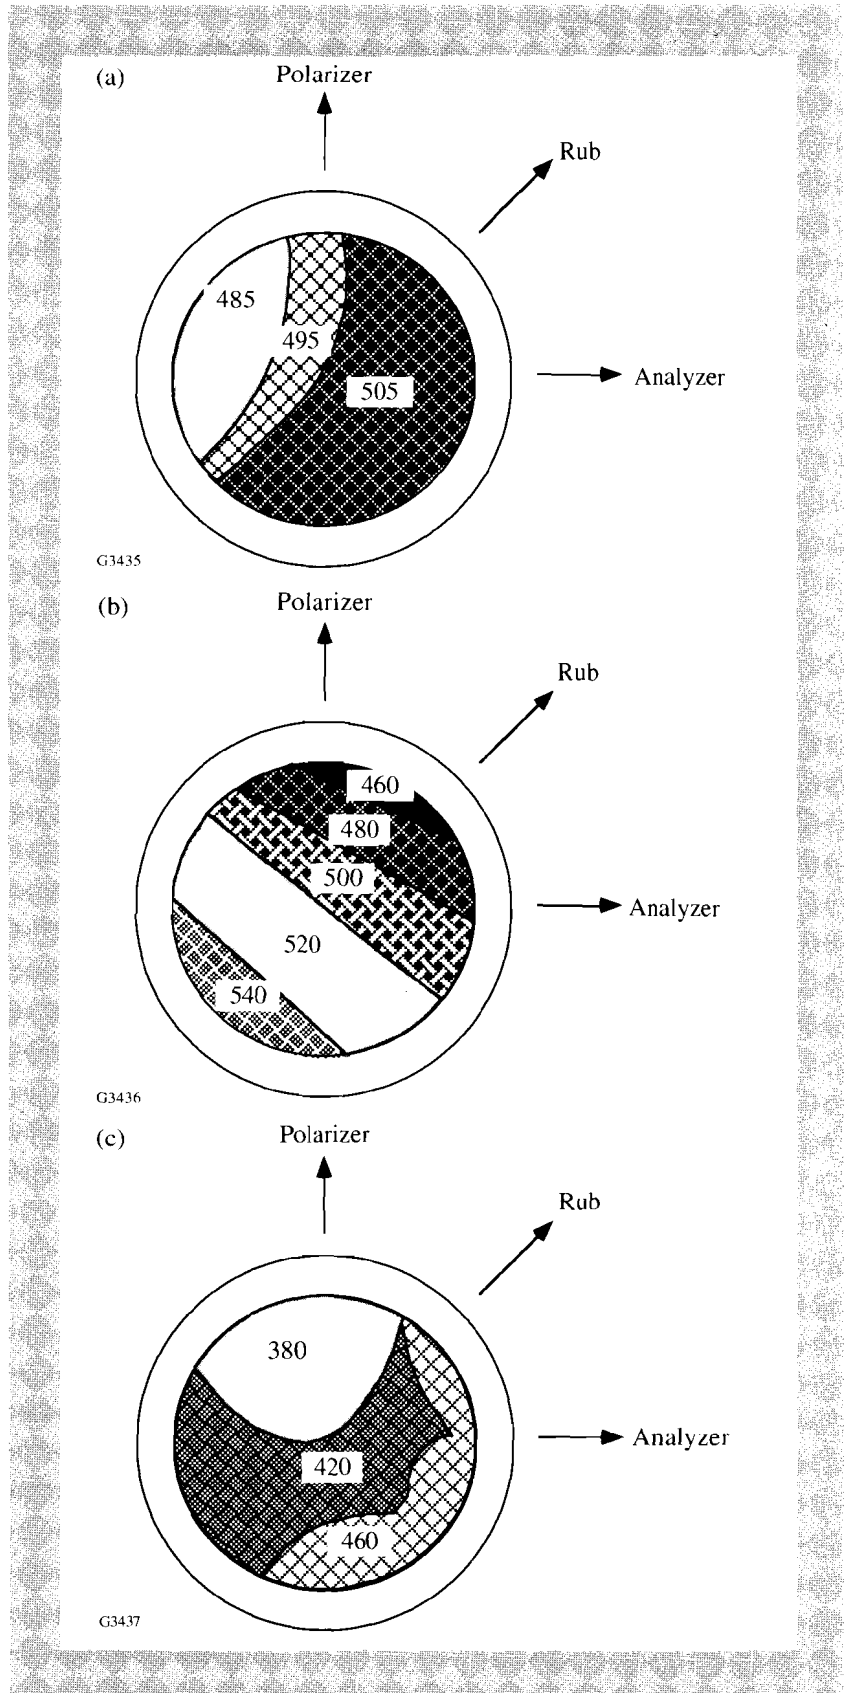 (a)
Polarizer
Rub
485
495
505
Analyzer
G3435
(b)
Polarizer
Rub
460
480
500
Analyzer
520
540
G3436
(c)
Polarizer
Rub
380
Analyzer
420
460
G3437